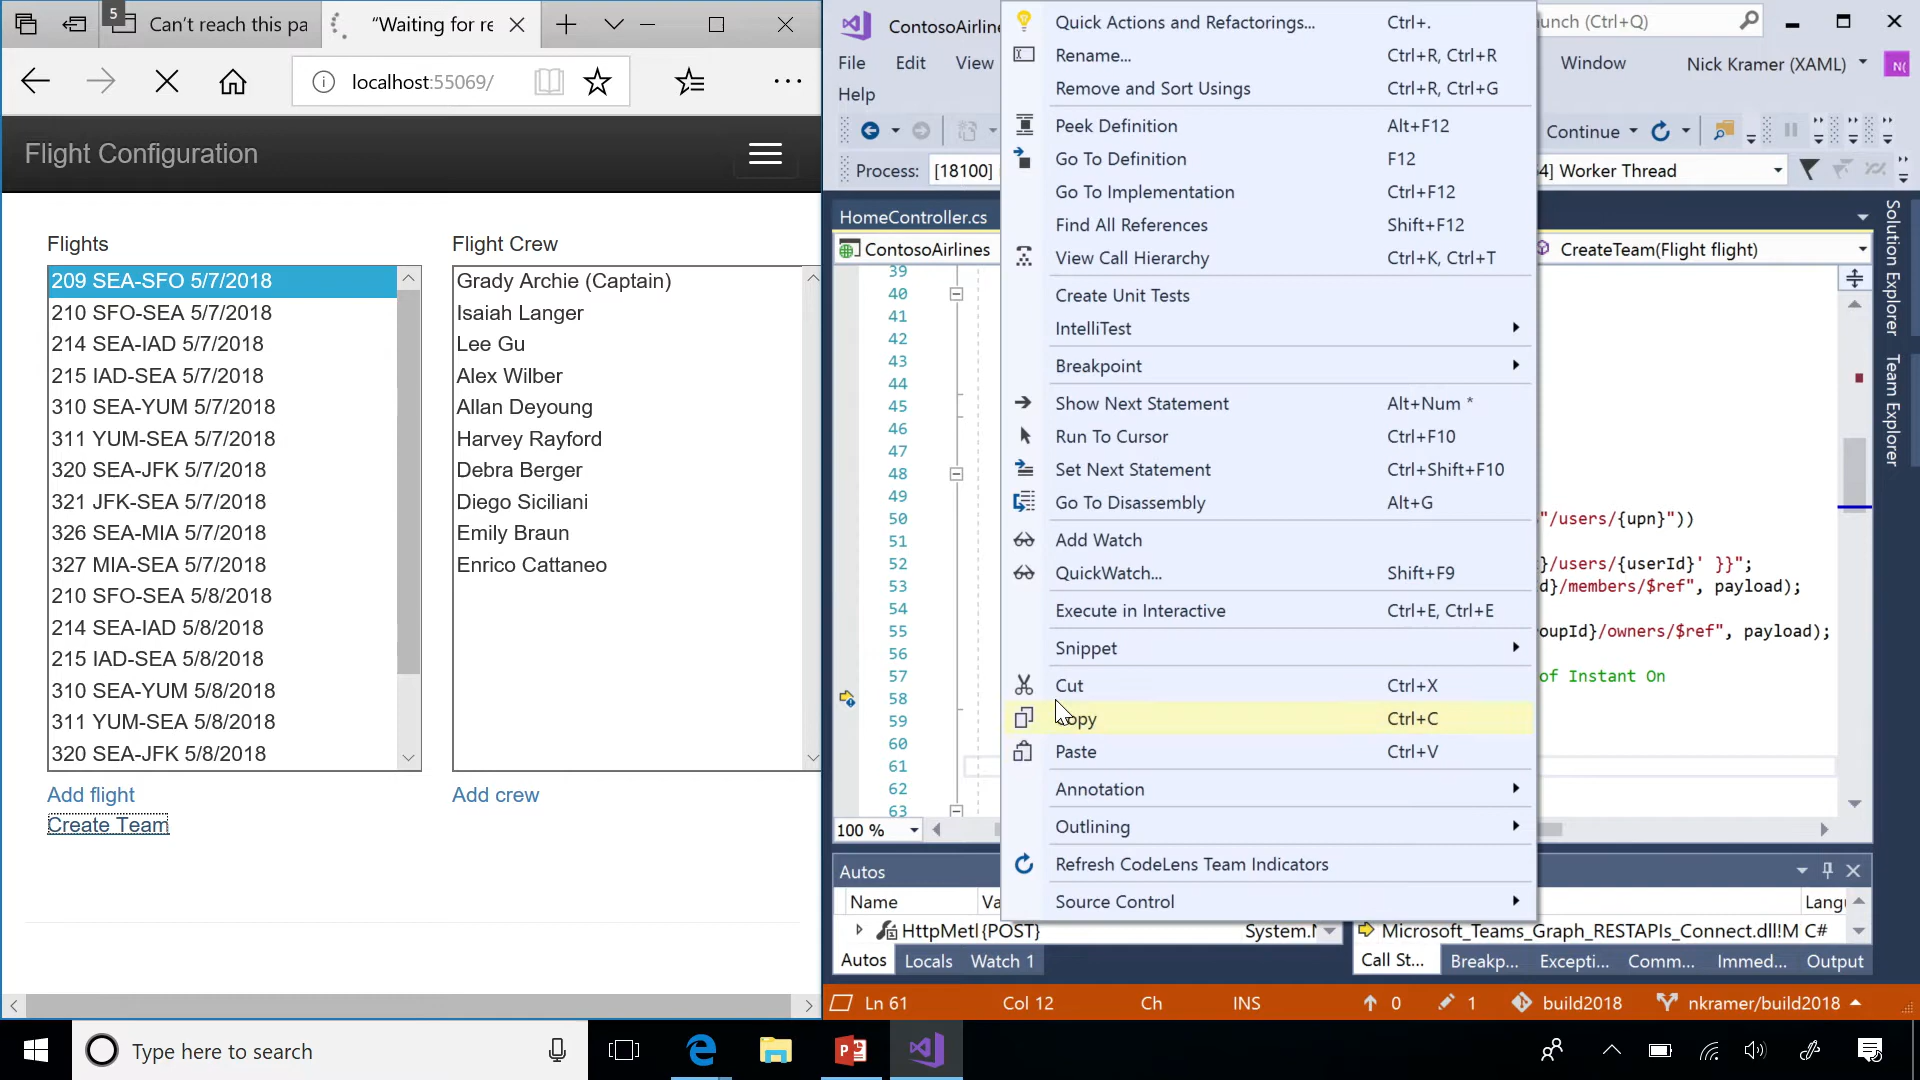 5
Can't reach this pa
"Waiting for re
localhost:55069/
Flight Configuration
Flights
209 SEA-SFO 5/7/2018
210 SFO-SEA 5/7/2018
214 SEA-IAD 5/7/2018
215 IAD-SEA 5/7/2018
310 SEA-YUM 5/7/2018
311 YUM-SEA 5/7/2018
320 SEA-JFK 5/7/2018
321 JFK-SEA 5/7/2018
326 SEA-MIA 5/7/2018
327 MIA-SEA 5/7/2018
210 SFO-SEA 5/8/2018
214 SEA-IAD 5/8/2018
215 IAD-SEA 5/8/2018
310 SEA-YUM 5/8/2018
311 YUM-SEA 5/8/2018
320 SEA-JFK 5/8/2018
Add flight
Create Team
Flight Crew
Grady Archie (Captain)
Isaiah Langer
Lee Gu
Alex Wilber
Allan Deyoung
Harvey Rayford
Debra Berger
Diego Siciliani
Emily Braun
Enrico Cattaneo
Add crew
ContosoAirline
unch (Ctrl+Q)
File Edit View
Window
Nick Kramer (XAML)
N(
Help
Continue
Process: [18100]
4] Worker Thread
HomeController.cs
ContosoAirlines
CreateTeam(Flight flight)
39
40
41
42
43
44
45
46
47
48
49
50
51
52
53
54
55
56
57
58
59
60
61
62
63
Quick Actions and Refactorings... Ctrl+.
Rename... Ctrl+R, Ctrl+R
Remove and Sort Usings Ctrl+R, Ctrl+G
Peek Definition Alt+F12
Go To Definition F12
Go To Implementation Ctrl+F12
Find All References Shift+F12
View Call Hierarchy Ctrl+K, Ctrl+T
Create Unit Tests
IntelliTest
Breakpoint
Show Next Statement Alt+Num *
Run To Cursor Ctrl+F10
Set Next Statement Ctrl+Shift+F10
Go To Disassembly Alt+G
Add Watch
QuickWatch... Shift+F9
Execute in Interactive Ctrl+E, Ctrl+E
Snippet
Cut Ctrl+X
Copy Ctrl+C
Paste Ctrl+V
Annotation
Outlining
Refresh CodeLens Team Indicators
Source Control
"/users/{upn}"))
}/users/{userId}' }}";
d}/members/$ref", payload);
oupId}/owners/$ref", payload);
of Instant On
Solution Explorer
Team Explorer
100 %
Autos
Name Va
HttpMetl {POST} System.N
Autos Locals Watch 1
Langu
Microsoft_Teams_Graph_RESTAPIs_Connect.dll!M C#
Call St... Breakp... Excepti... Comm... Immed... Output
Ln 61 Col 12 Ch INS 0 1 build2018 nkramer/build2018
Type here to search